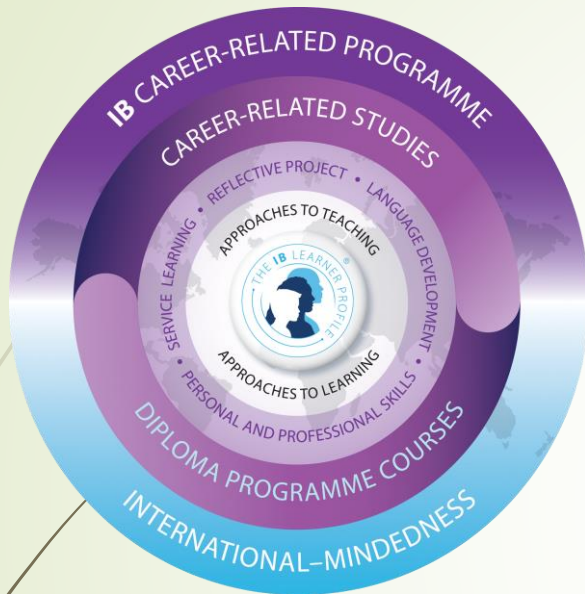 IB CAREER-RELATED PROGRAMME
CAREER-RELATED STUDIES
SERVICE LEARNING • REFLECTIVE PROJECT • LANGUAGE DEVELOPMENT • PERSONAL AND PROFESSIONAL SKILLS •
APPROACHES TO TEACHING
THE IB LEARNER PROFILE ®
APPROACHES TO LEARNING
DIPLOMA PROGRAMME COURSES
INTERNATIONAL–MINDEDNESS